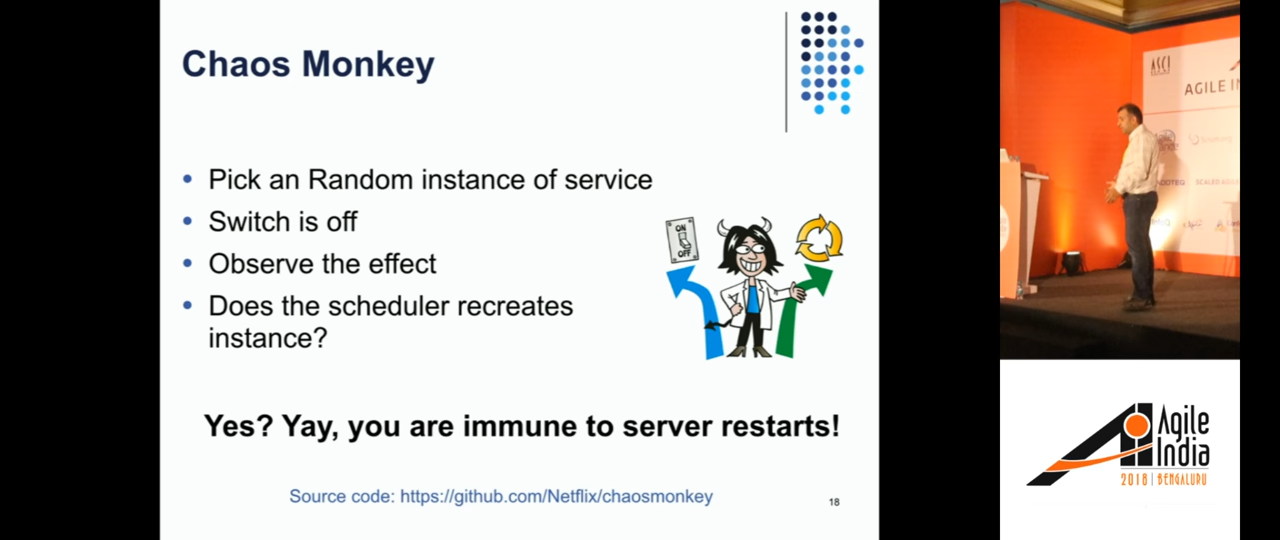 Chaos Monkey
Pick an Random instance of service
Switch is off
Observe the effect
Does the scheduler recreates
instance?
ON
OFF
Yes? Yay, you are immune to server restarts!
Source code: https://github.com/Netflix/chaosmonkey
18
ASCI
AGILE
Agile
India
2018 | BENGALURU